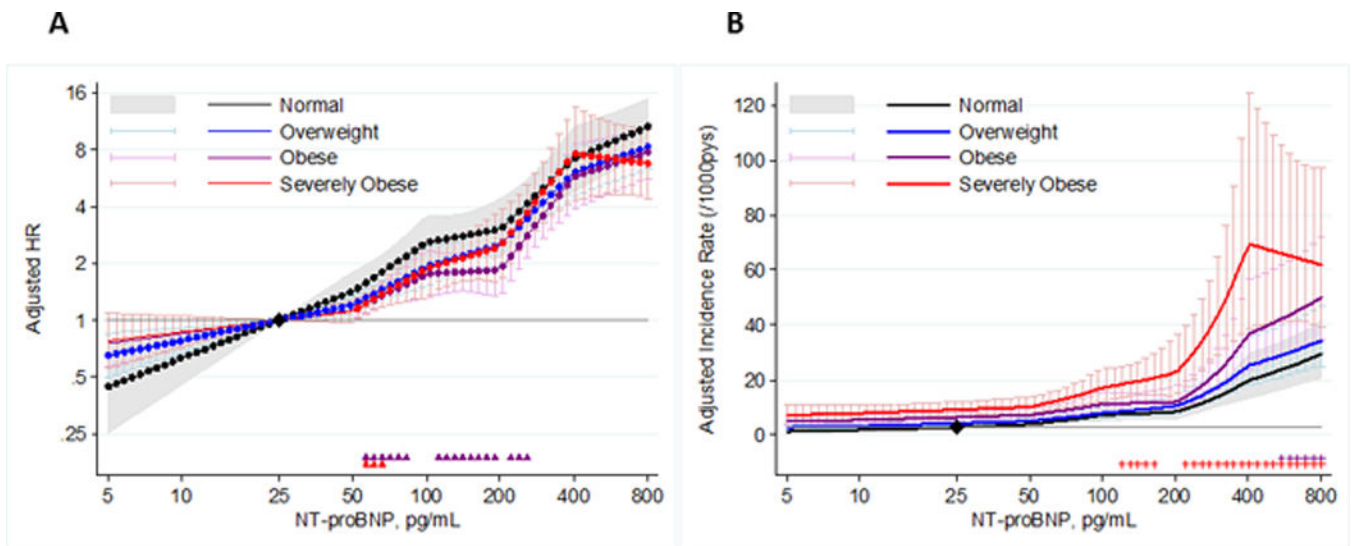 A
Adjusted HR
16
8
4
2
1
.5
.25
Normal
Overweight
Obese
Severely Obese
5 10 25 50 100 200 400 800
NT-proBNP, pg/mL
B
Adjusted Incidence Rate (/1000pys)
120
100
80
60
40
20
0
Normal
Overweight
Obese
Severely Obese
5 10 25 50 100 200 400 800
NT-proBNP, pg/mL